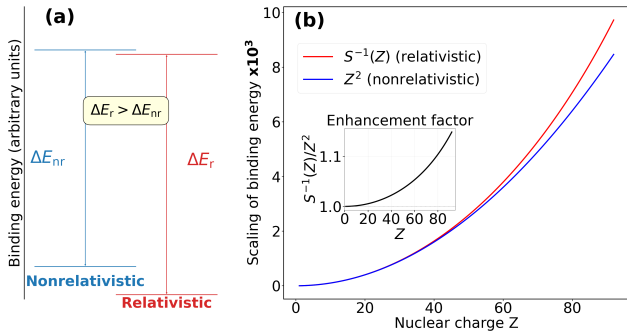 (a)
Binding energy (arbitrary units)
ΔE_r > ΔE_nr
ΔE_nr
ΔE_r
Nonrelativistic
Relativistic
(b)
Scaling of binding energy x10³
S⁻¹(Z) (relativistic)
Z² (nonrelativistic)
Enhancement factor
S⁻¹(Z)/Z²
1.1
1.0
0 20 40 60 80
Z
10
8
6
4
2
0
0 20 40 60 80
Nuclear charge Z